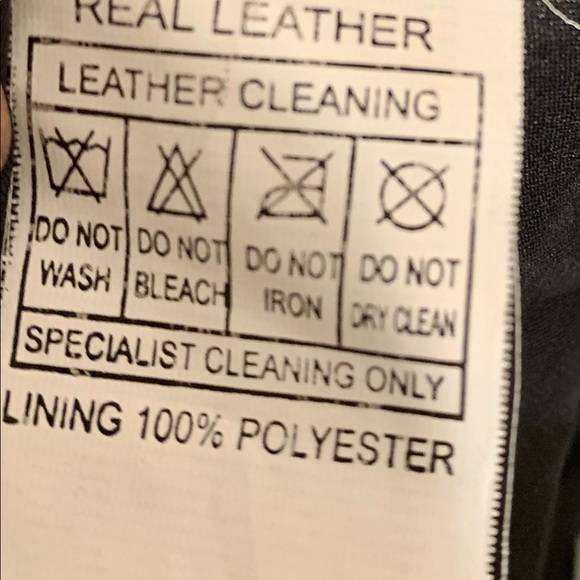 REAL LEATHER
LEATHER CLEANING
DO NOT WASH
DO NOT BLEACH
DO NOT IRON
DO NOT DRY CLEAN
SPECIALIST CLEANING ONLY
LINING 100% POLYESTER